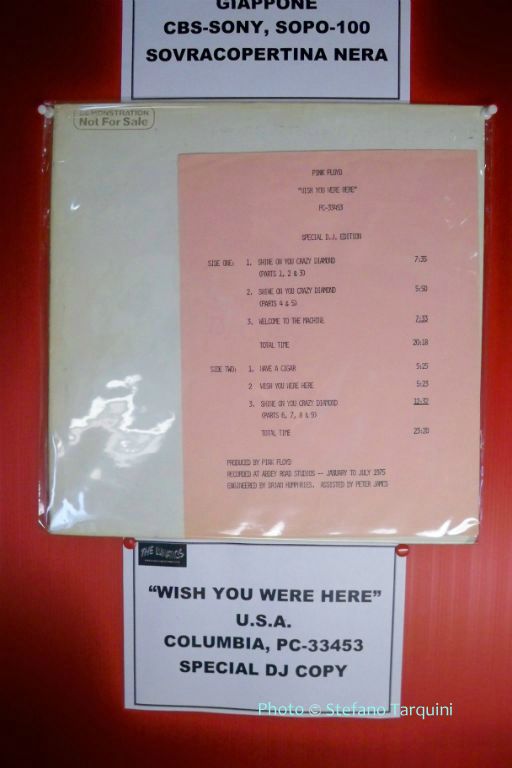 GIAPPONE
CBS-SONY, SOPO-100
SOVRACOPERTINA NERA
DEMONSTRATION
Not For Sale
PINK FLOYD
"WISH YOU WERE HERE"
PC-33453
SPECIAL D.J. EDITION
SIDE ONE: 1. SHINE ON YOU CRAZY DIAMOND 7:35
(PARTS 1, 2 & 3)
2. SHINE ON YOU CRAZY DIAMOND 5:50
(PARTS 4 & 5)
3. WELCOME TO THE MACHINE 7:33
TOTAL TIME 20:18
SIDE TWO: 1. HAVE A CIGAR 5:25
2 WISH YOU WERE HERE 5:23
3. SHINE ON YOU CRAZY DIAMOND 12:32
(PARTS 6, 7, 8 & 9)
TOTAL TIME 23:20
PRODUCED BY PINK FLOYD
RECORDED AT ABBEY ROAD STUDIOS -- JANUARY TO JULY 1975
ENGINEERED BY BRIAN HUMPHRIES. ASSISTED BY PETER JAMES
THE LUNATICS
"WISH YOU WERE HERE"
U.S.A.
COLUMBIA, PC-33453
SPECIAL DJ COPY
Photo © Stefano Tarquini